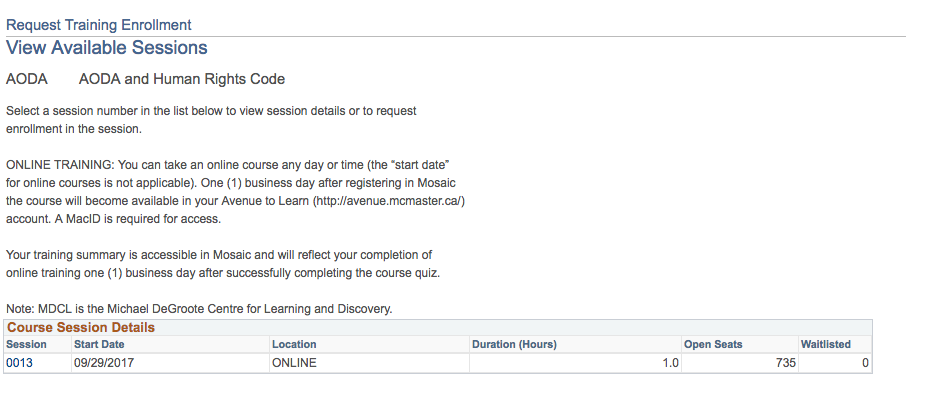 Request Training Enrollment
View Available Sessions
AODA AODA and Human Rights Code
Select a session number in the list below to view session details or to request
enrollment in the session.
ONLINE TRAINING: You can take an online course any day or time (the "start date"
for online courses is not applicable). One (1) business day after registering in Mosaic
the course will become available in your Avenue to Learn (http://avenue.mcmaster.ca/)
account. A MacID is required for access.
Your training summary is accessible in Mosaic and will reflect your completion of
online training one (1) business day after successfully completing the course quiz.
Note: MDCL is the Michael DeGroote Centre for Learning and Discovery.
Course Session Details
Session Start Date Location Duration (Hours) Open Seats Waitlisted
0013 09/29/2017 ONLINE 1.0 735 0